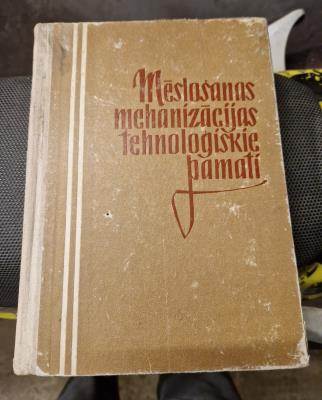 Mēslošanas
mehanizācijas
tehnoloģiskie
pamati